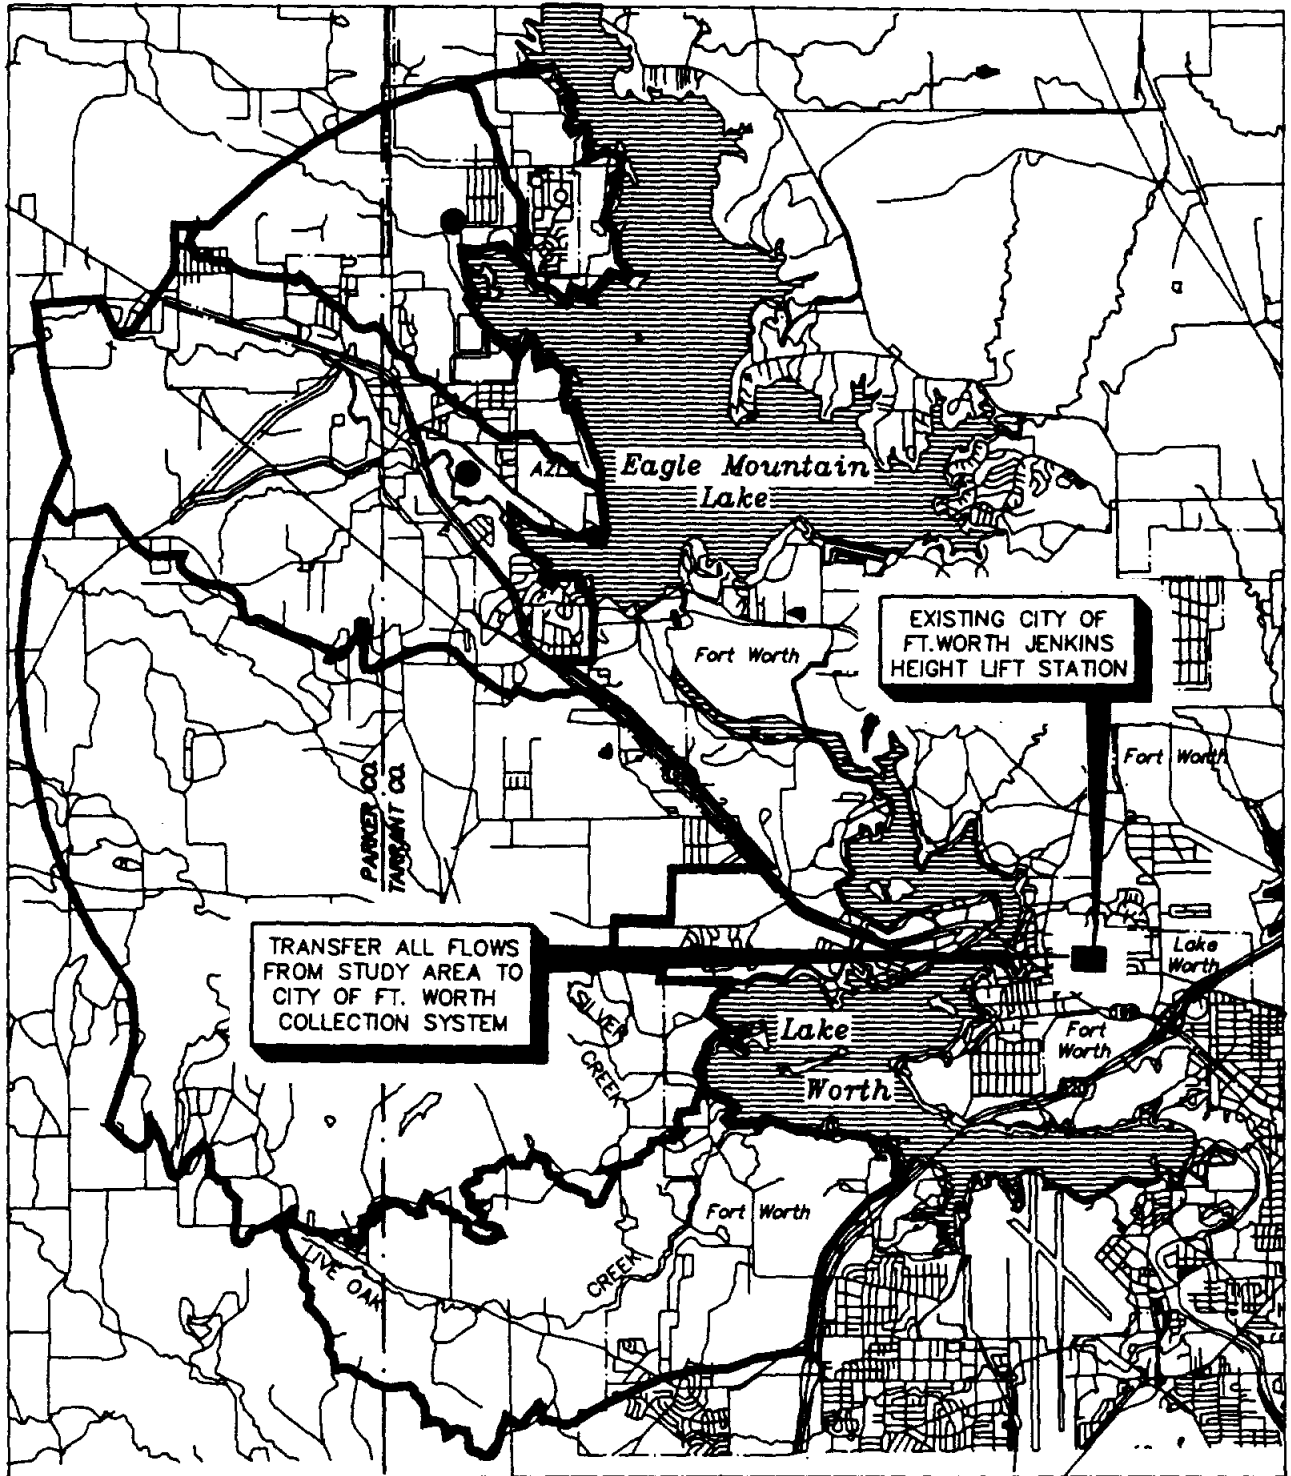 AZLE
Eagle Mountain
Lake
EXISTING CITY OF
FT.WORTH JENKINS
HEIGHT LIFT STATION
Fort Worth
Fort Worth
PARKER CO.
TARRANT CO.
TRANSFER ALL FLOWS
FROM STUDY AREA TO
CITY OF FT. WORTH
COLLECTION SYSTEM
Lake
Worth
SILVER
CREEK
Lake
Worth
Fort
Worth
Fort Worth
LIVE OAK
CREEK